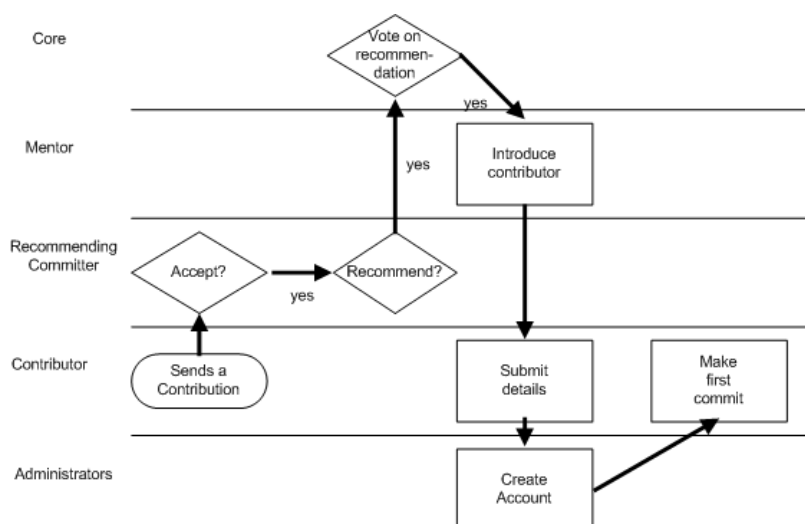 Core
Vote on
recommen-
dation
yes
Mentor
Introduce
contributor
yes
Recommending
Committer
Accept?
yes
Recommend?
Contributor
Sends a
Contribution
Submit
details
Make
first
commit
Administrators
Create
Account